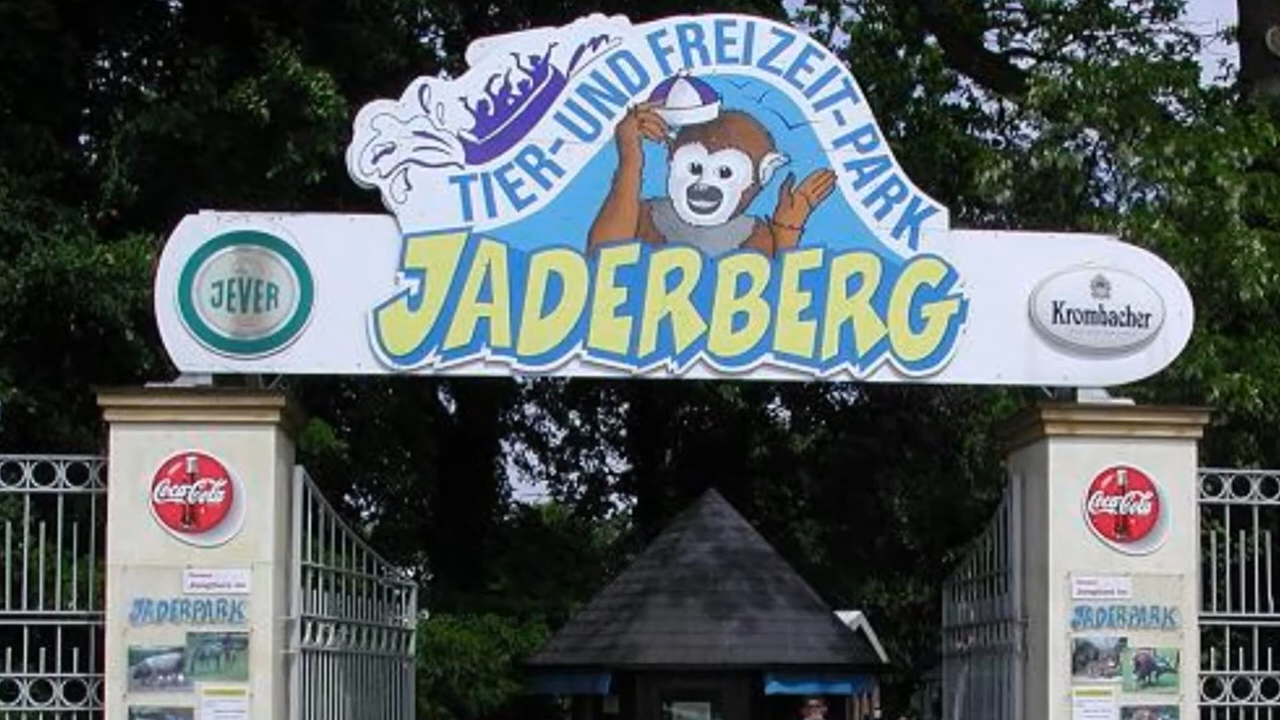 TIER- UND FREIZEIT-PARK
JADERBERG
JEVER
Krombacher
Coca-Cola
Coca-Cola
JADERPARK
JADERPARK